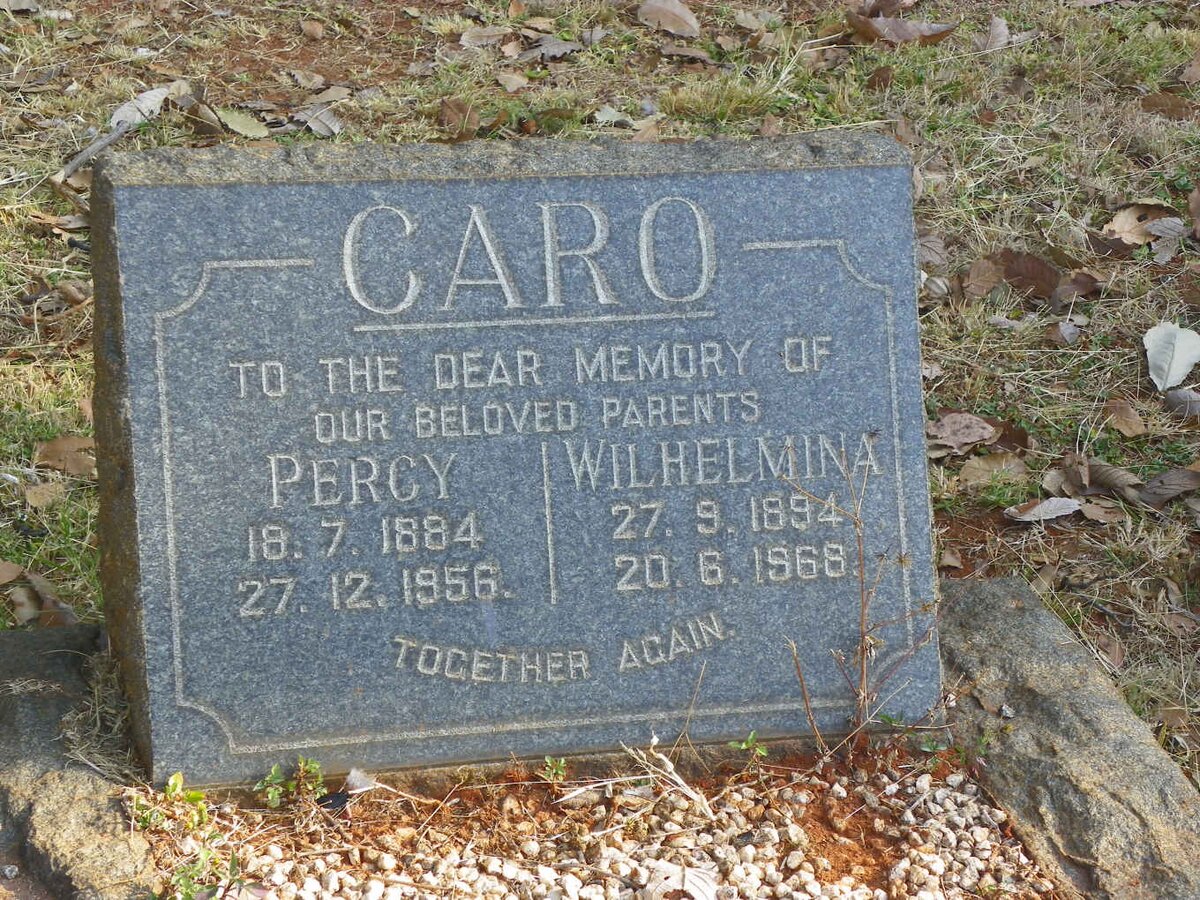 CARO
TO THE DEAR MEMORY OF
OUR BELOVED PARENTS
PERCY
18. 7. 1884
27. 12. 1956.
WILHELMINA
27. 9. 1894
20. 6. 1968.
TOGETHER AGAIN.